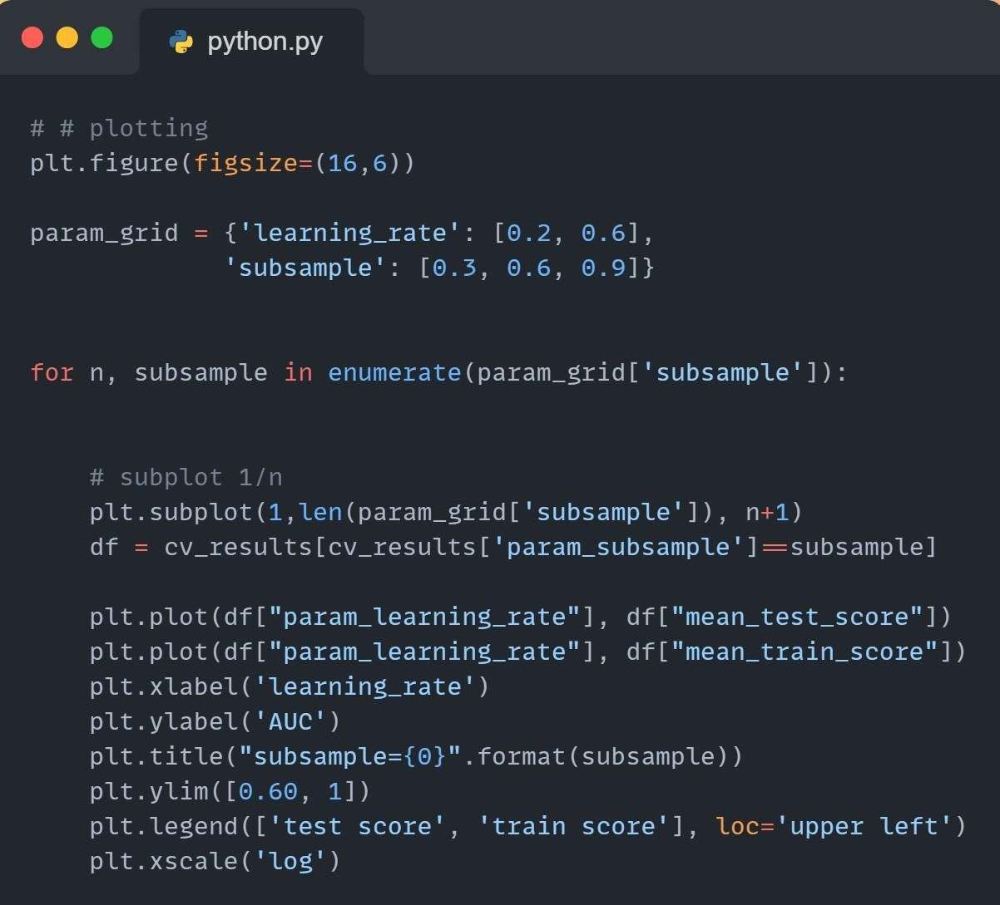 python.py
# # plotting
plt.figure(figsize=(16,6))
param_grid = {'learning_rate': [0.2, 0.6],
             'subsample': [0.3, 0.6, 0.9]}
for n, subsample in enumerate(param_grid['subsample']):
    # subplot 1/n
    plt.subplot(1,len(param_grid['subsample']), n+1)
    df = cv_results[cv_results['param_subsample']==subsample]
    plt.plot(df["param_learning_rate"], df["mean_test_score"])
    plt.plot(df["param_learning_rate"], df["mean_train_score"])
    plt.xlabel('learning_rate')
    plt.ylabel('AUC')
    plt.title("subsample={0}".format(subsample))
    plt.ylim([0.60, 1])
    plt.legend(['test score', 'train score'], loc='upper left')
    plt.xscale('log')